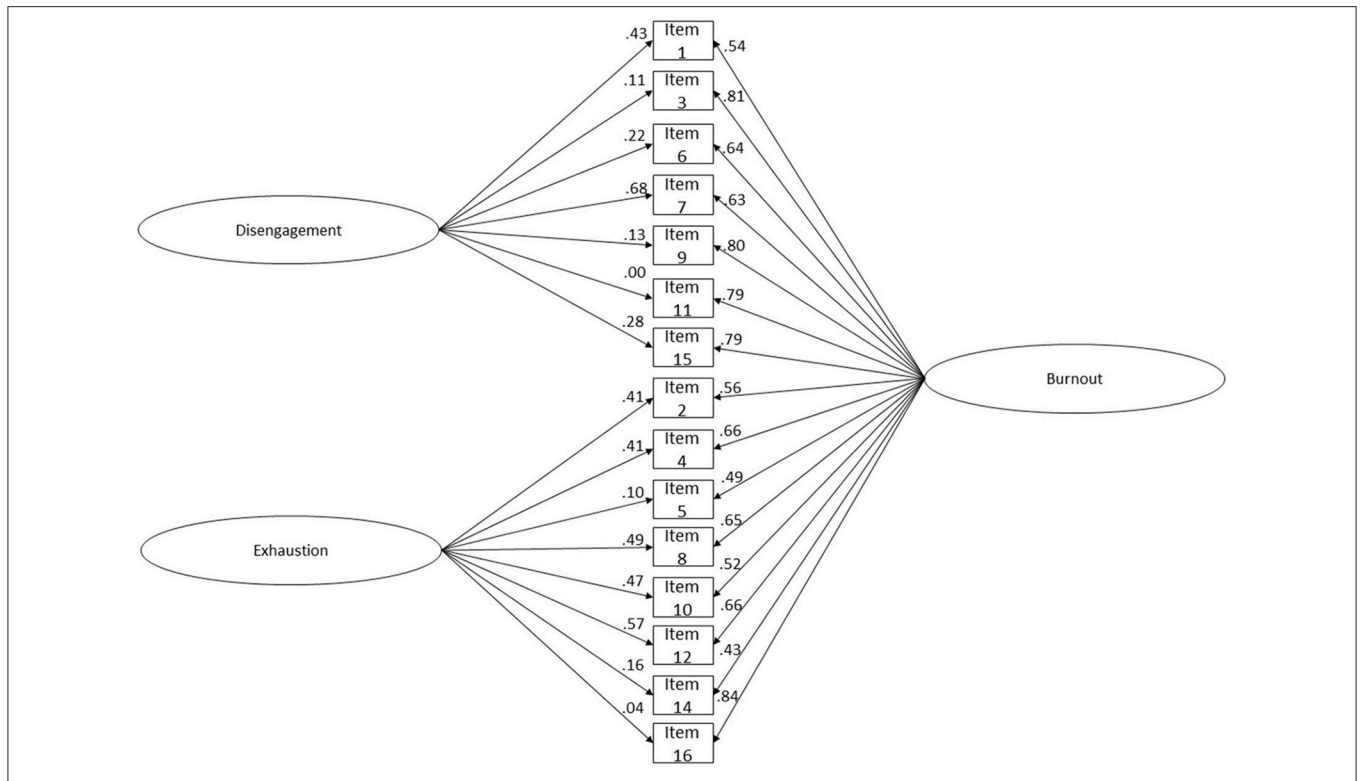 .43 Item .54
1
.11 Item .81
3
.22 Item .64
6
.68 Item .63
7
Disengagement
.13 Item .80
9
.00 Item .79
11
.28 Item .79
15
Burnout
.41 Item .56
2
.41 Item .66
4
.10 Item .49
5
.49 Item .65
8
Exhaustion
.47 Item .52
10
.57 Item .66
12
.16 Item .43
14
.04 Item .84
16